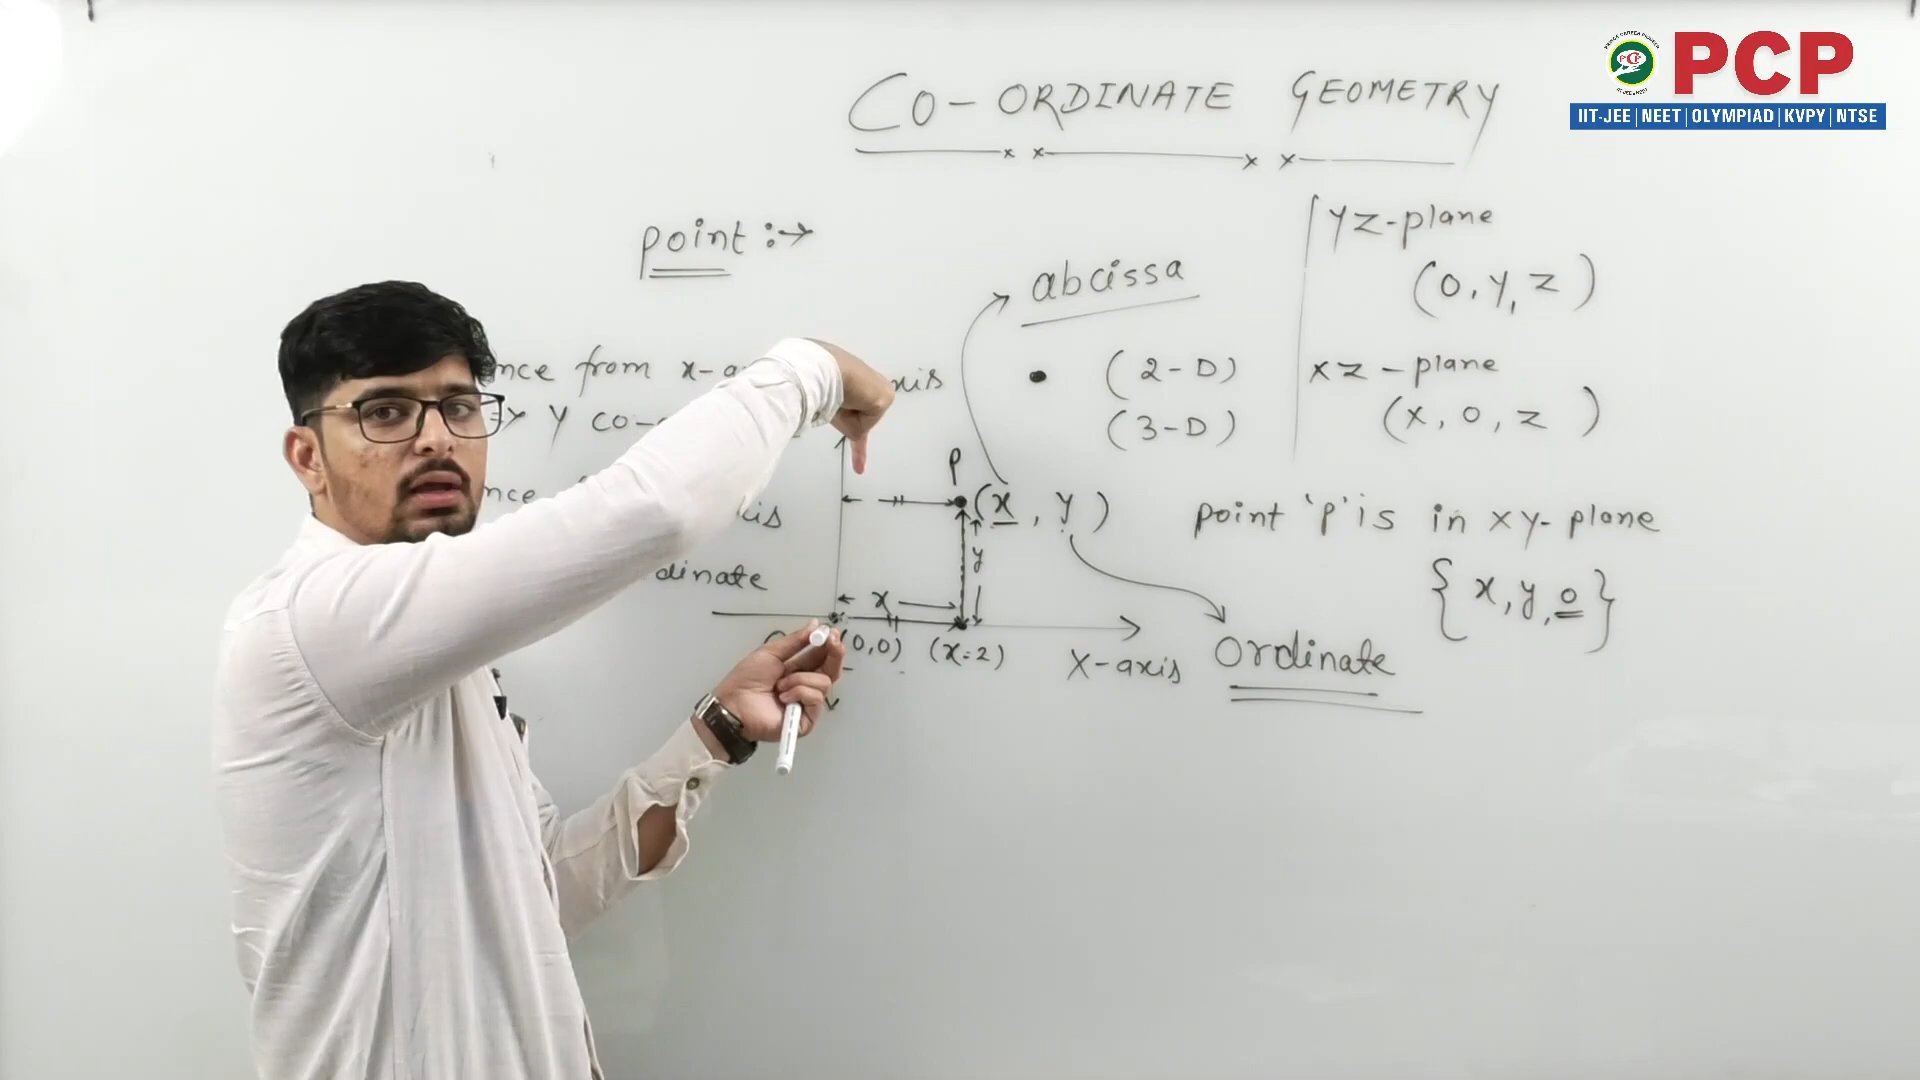 PCP
IIT-JEE | NEET | OLYMPIAD | KVPY | NTSE
CO-ORDINATE GEOMETRY
point :→
abcissa
YZ-plane
(0, y, z)
from x-
(2-D)
(3-D)
XZ-plane
(x, 0, z)
⇒ Y co-
P
(x, y)
y
point 'p' is in xy-plane
{x, y, 0}
dinate
x
(0,0)
(x=2)
X-axis
Ordinate